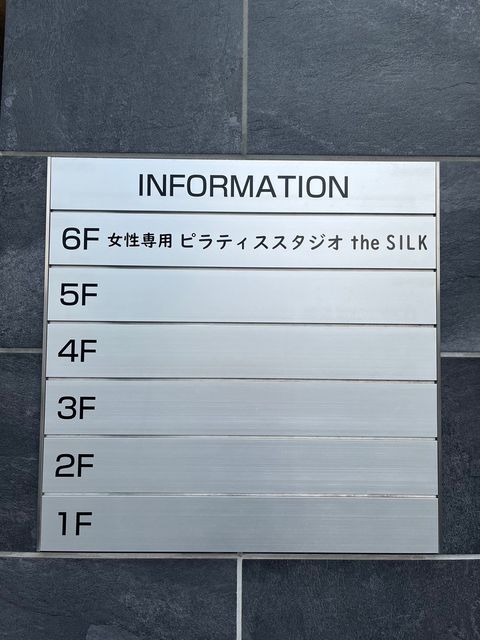 INFORMATION
6F 女性専用 ピラティススタジオ the SILK
5F
4F
3F
2F
1F